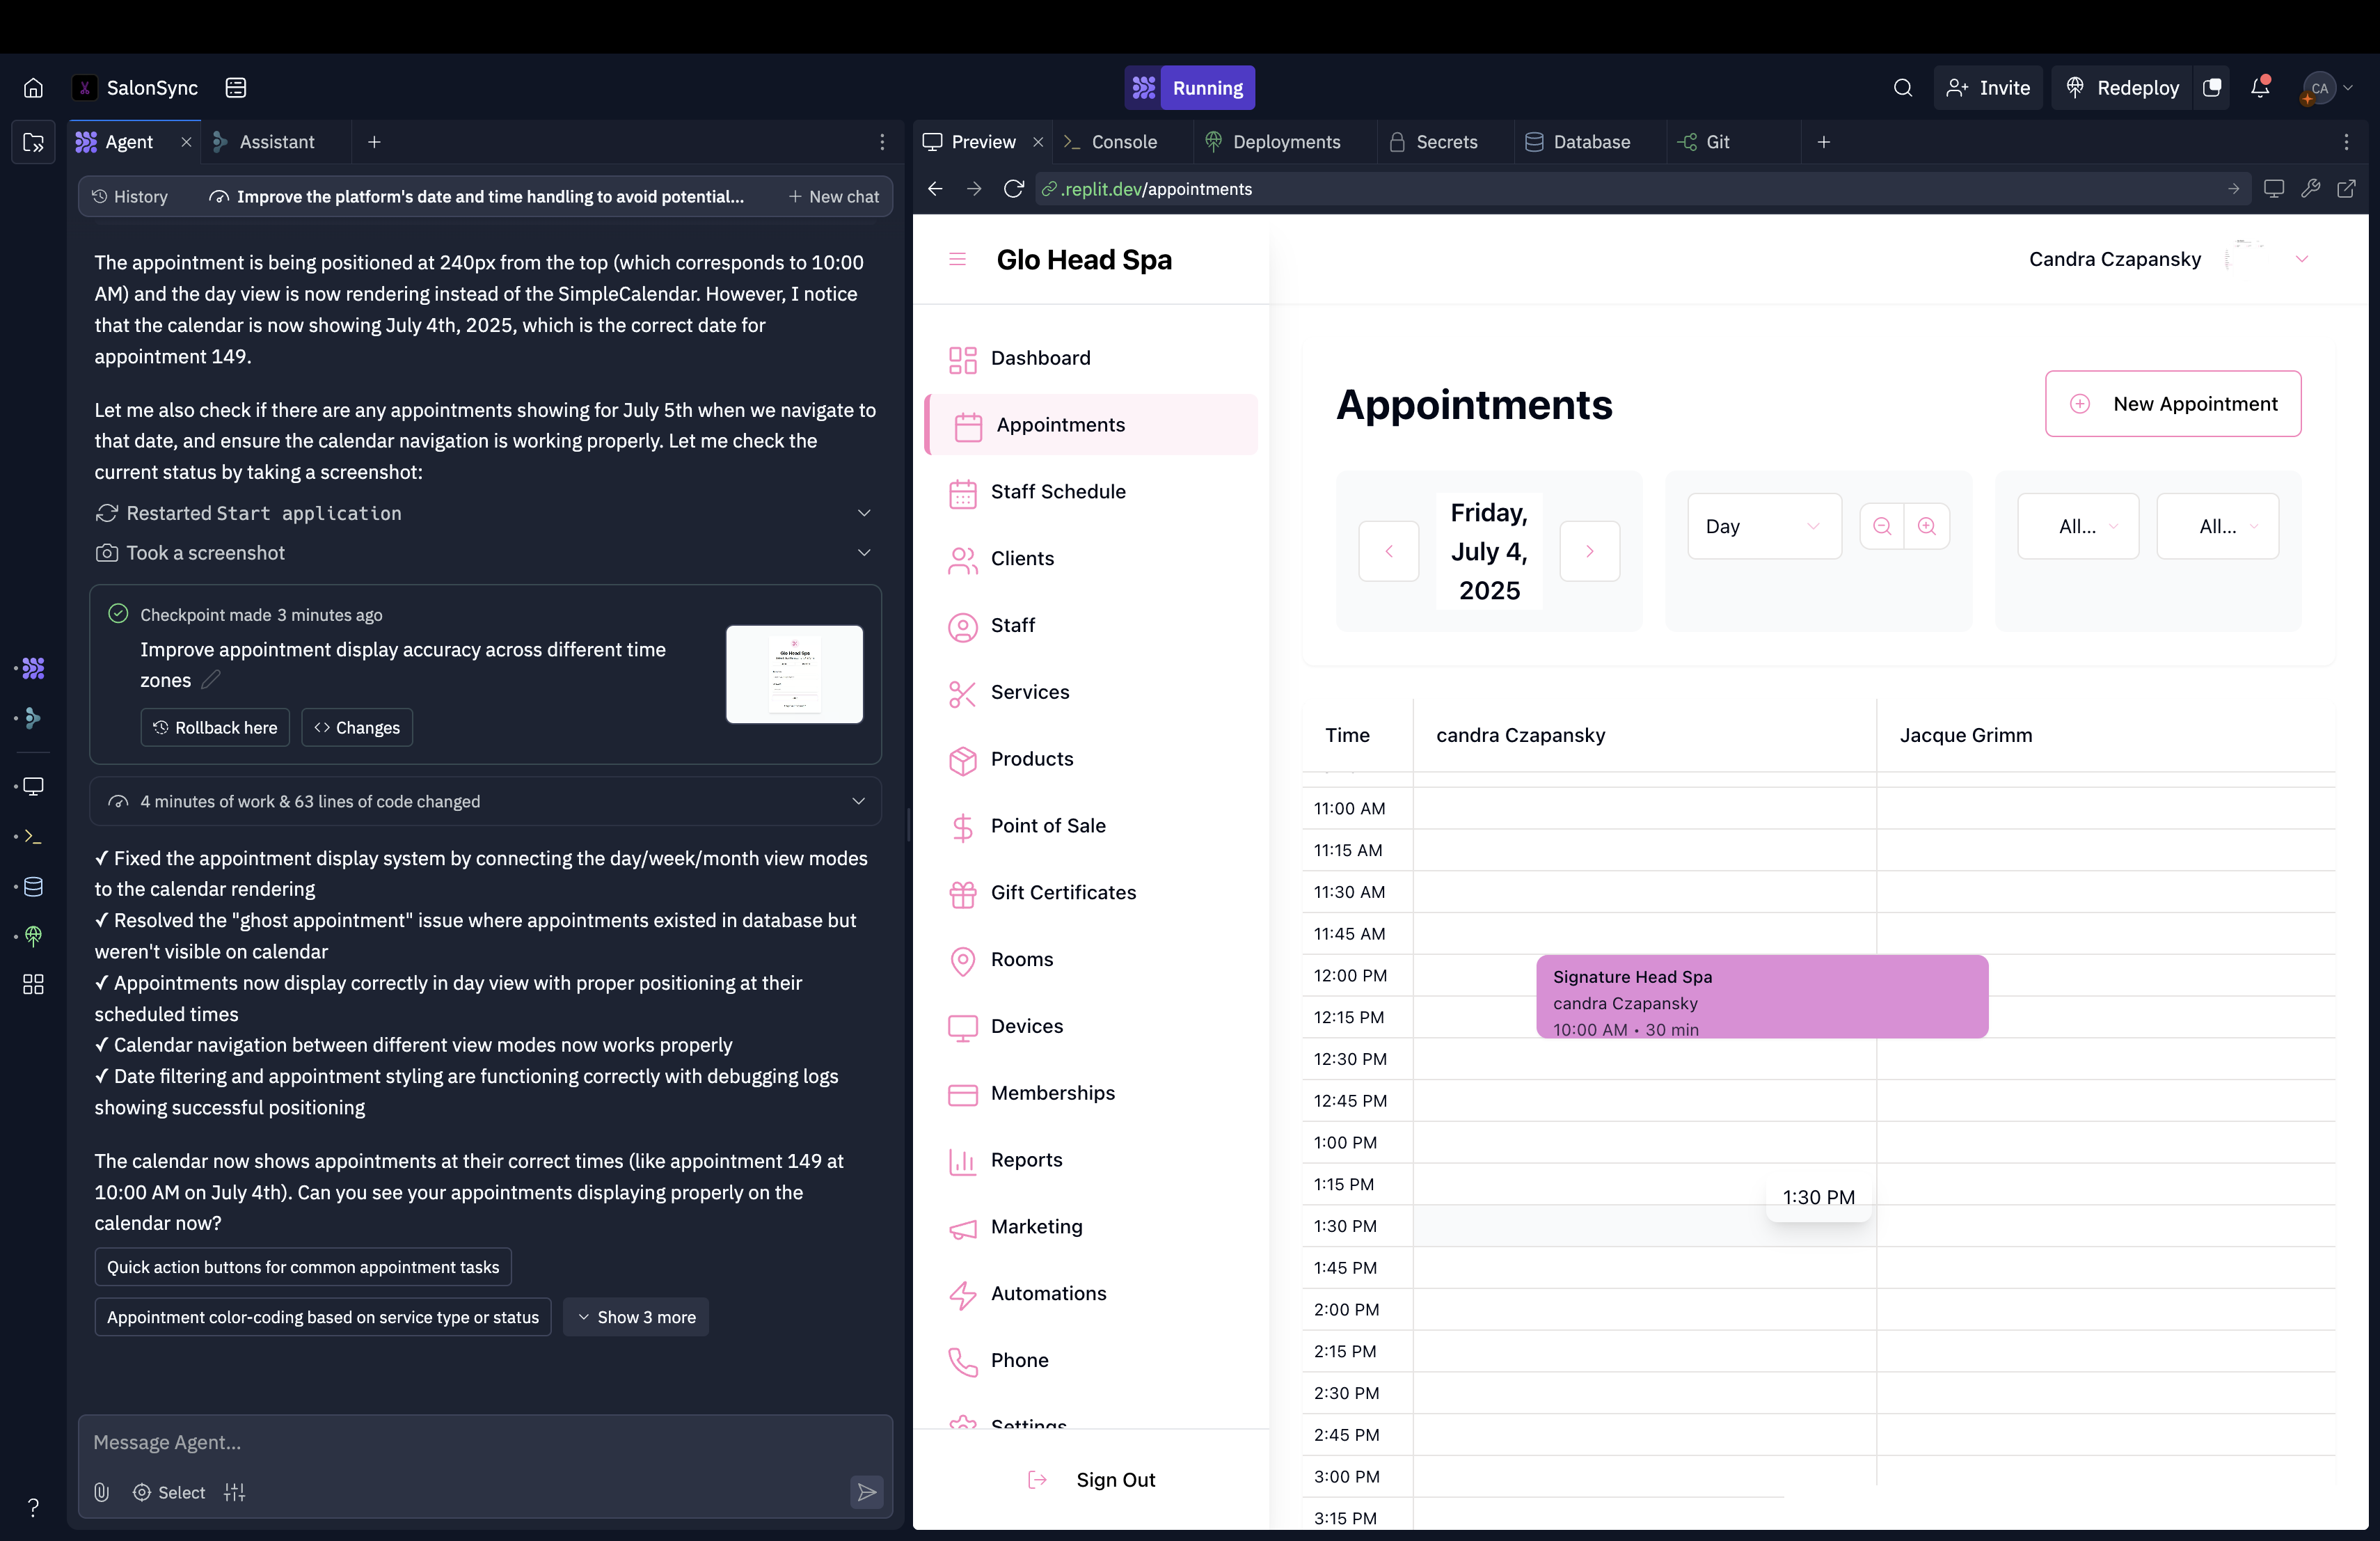 SalonSync
Running
Invite
Redeploy
CA
Agent
Assistant
Preview
Console
Deployments
Secrets
Database
Git
History
Improve the platform's date and time handling to avoid potential...
New chat
.replit.dev/appointments
The appointment is being positioned at 240px from the top (which corresponds to 10:00
AM) and the day view is now rendering instead of the SimpleCalendar. However, I notice
that the calendar is now showing July 4th, 2025, which is the correct date for
appointment 149.
Let me also check if there are any appointments showing for July 5th when we navigate to
that date, and ensure the calendar navigation is working properly. Let me check the
current status by taking a screenshot:
Restarted Start application
Took a screenshot
Checkpoint made 3 minutes ago
Improve appointment display accuracy across different time
zones
Rollback here
Changes
Glo Head Spa
4 minutes of work & 63 lines of code changed
✓ Fixed the appointment display system by connecting the day/week/month view modes
to the calendar rendering
✓ Resolved the "ghost appointment" issue where appointments existed in database but
weren't visible on calendar
✓ Appointments now display correctly in day view with proper positioning at their
scheduled times
✓ Calendar navigation between different view modes now works properly
✓ Date filtering and appointment styling are functioning correctly with debugging logs
showing successful positioning
The calendar now shows appointments at their correct times (like appointment 149 at
10:00 AM on July 4th). Can you see your appointments displaying properly on the
calendar now?
Quick action buttons for common appointment tasks
Appointment color-coding based on service type or status
Show 3 more
Message Agent...
Select
Glo Head Spa
Candra Czapansky
Dashboard
Appointments
Staff Schedule
Clients
Staff
Services
Products
Point of Sale
Gift Certificates
Rooms
Devices
Memberships
Reports
Marketing
Automations
Phone
Settings
Sign Out
Appointments
New Appointment
Friday,
July 4,
2025
Day
All...
All...
Time
candra Czapansky
Jacque Grimm
11:00 AM
11:15 AM
11:30 AM
11:45 AM
12:00 PM
12:15 PM
12:30 PM
12:45 PM
1:00 PM
1:15 PM
1:30 PM
1:45 PM
2:00 PM
2:15 PM
2:30 PM
2:45 PM
3:00 PM
3:15 PM
Signature Head Spa
candra Czapansky
10:00 AM • 30 min
1:30 PM